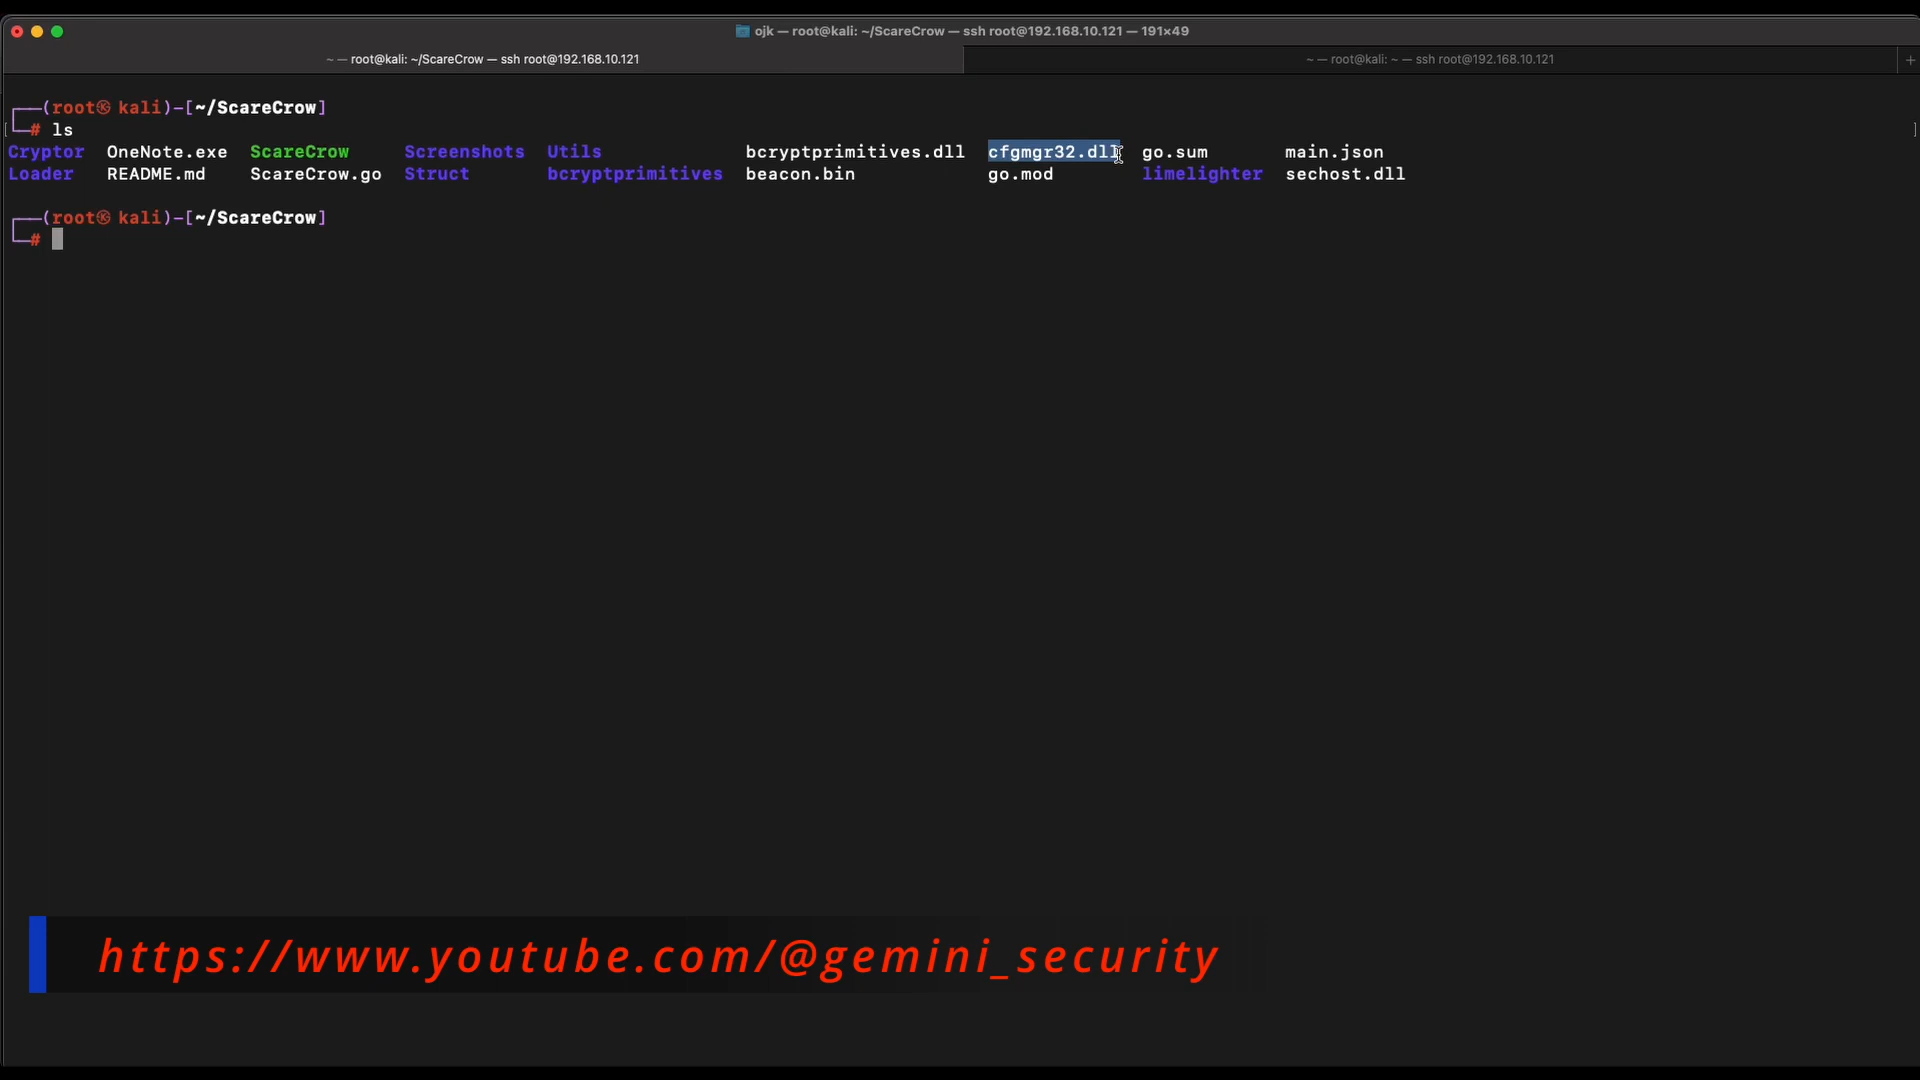 ojk — root@kali: ~/ScareCrow — ssh root@192.168.10.121 — 191×49
~ — root@kali: ~/ScareCrow — ssh root@192.168.10.121
~ — root@kali: ~ — ssh root@192.168.10.121 +
┌──(root㉿kali)-[~/ScareCrow]
└─# ls
Cryptor OneNote.exe ScareCrow Screenshots Utils bcryptprimitives.dll cfgmgr32.dll go.sum main.json
Loader README.md ScareCrow.go Struct bcryptprimitives beacon.bin go.mod limelighter sechost.dll
┌──(root㉿kali)-[~/ScareCrow]
└─#
https://www.youtube.com/@gemini_security